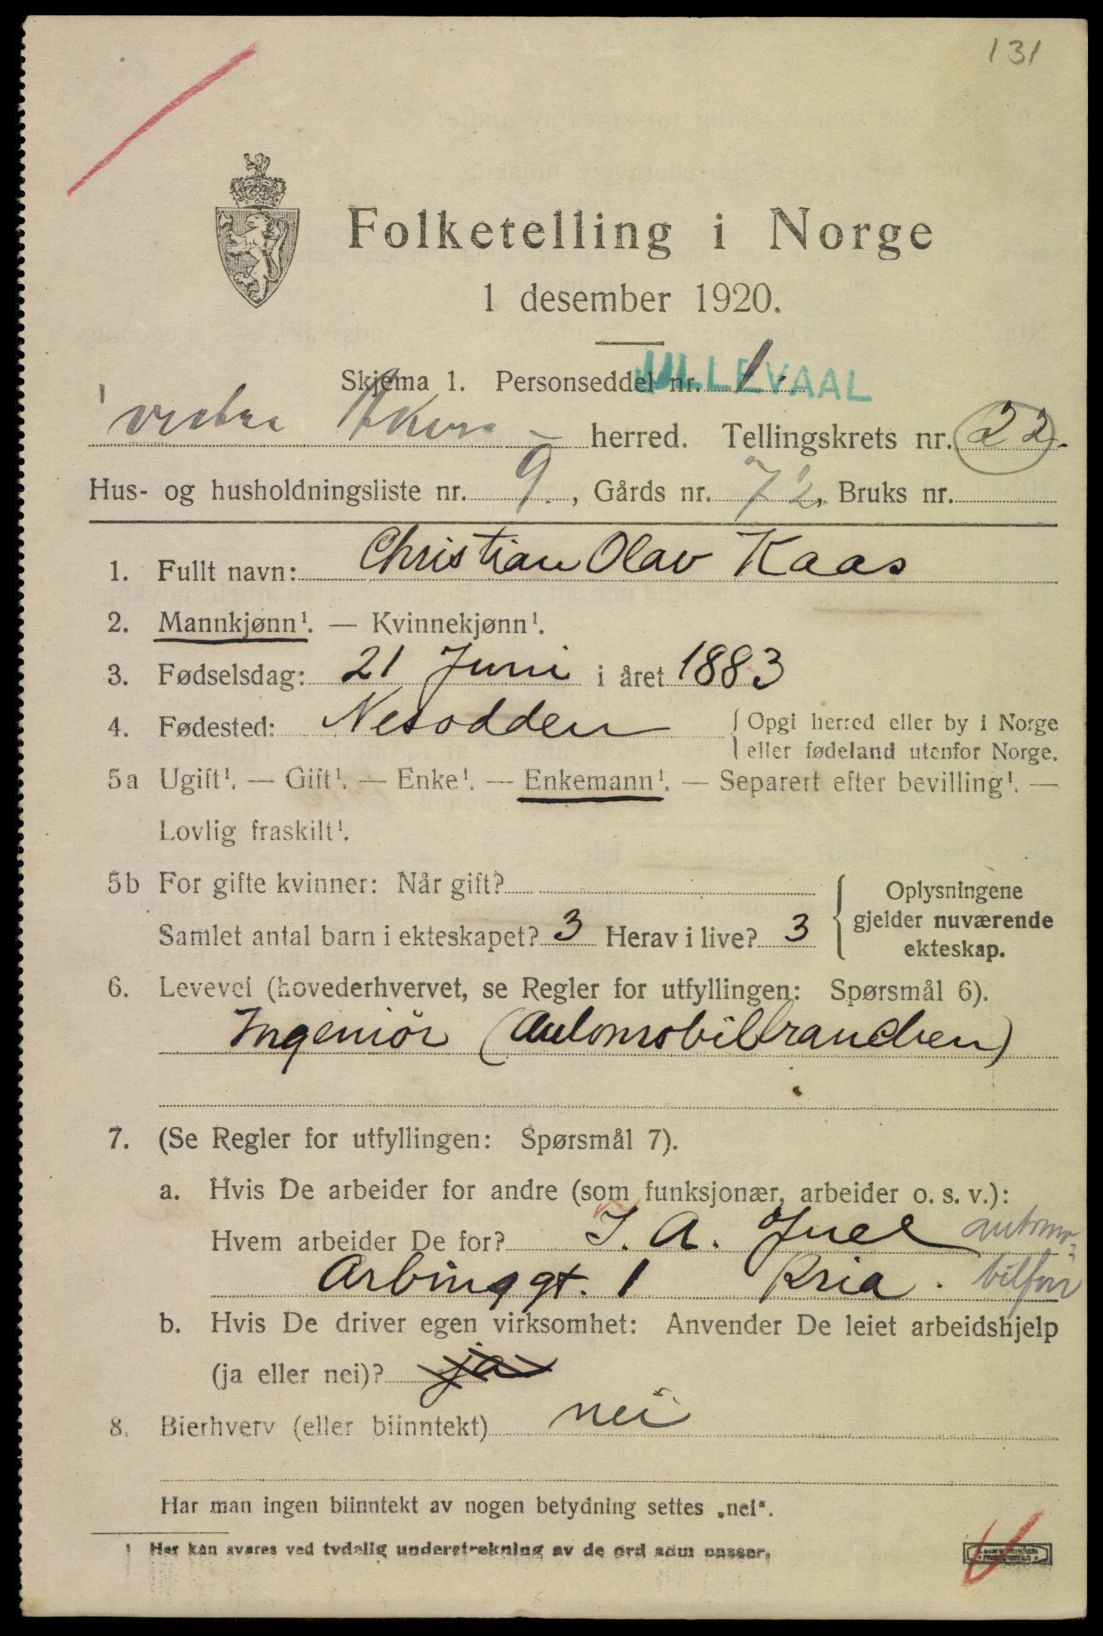 131
Folketelling i Norge
1 desember 1920.
Skjema 1. Personseddel nr. 1.
ULLEVAAL
Vestre Aker herred. Tellingskrets nr. 22.
Hus- og husholdningsliste nr. 9, Gårds nr. 72, Bruks nr.
1. Fullt navn: Christian Olav Kaas
2. Mannkjønn¹. — Kvinnekjønn¹.
3. Fødselsdag: 21 Juni i året 1883
4. Fødested: Nesodden { Opgi herred eller by i Norge
eller fødeland utenfor Norge.
5a Ugift¹. — Gift¹. — Enke¹. — Enkemann¹. — Separert efter bevilling¹. —
Lovlig fraskilt¹.
5b For gifte kvinner: Når gift?
Samlet antal barn i ekteskapet? 3 Herav i live? 3
{ Oplysningene
gjelder nuværende
ekteskap.
6. Levevei (hovederhvervet, se Regler for utfyllingen: Spørsmål 6).
Ingeniör (Automobilbranchen)
7. (Se Regler for utfyllingen: Spørsmål 7).
a. Hvis De arbeider for andre (som funksjonær, arbeider o. s. v.):
Hvem arbeider De for? I. A. Juel automo-
Arbinsgt. 1 Kria. bilforr
b. Hvis De driver egen virksomhet: Anvender De leiet arbeidshjelp
(ja eller nei)? ja
8. Bierhverv (eller biinntekt) nei
Har man ingen biinntekt av nogen betydning settes „nei".
¹ Her kan svares ved tydelig understrekning av de ord som passer.